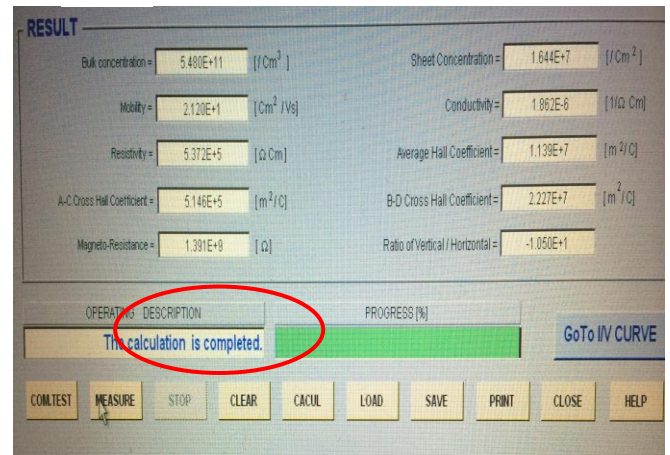 RESULT
Bulk concentration = 5.480E+11 [/Cm³] Sheet Concentration = 1.644E+7 [/Cm²]
Mobility = 2.120E+1 [Cm²/Vs] Conductivity = 1.862E-6 [1/Ω Cm]
Resistivity = 5.372E+5 [Ω Cm] Average Hall Coefficient = 1.139E+7 [m²/C]
A-C Cross Hall Coefficient = 5.146E+5 [m²/C] B-D Cross Hall Coefficient = 2.227E+7 [m²/C]
Magneto-Resistance = 1.391E+9 [Ω] Ratio of Vertical / Horizontal = -1.050E+1
OPERATING DESCRIPTION PROGRESS [%]
The calculation is completed. GoTo I/V CURVE
COM.TEST MEASURE STOP CLEAR CACUL LOAD SAVE PRINT CLOSE HELP